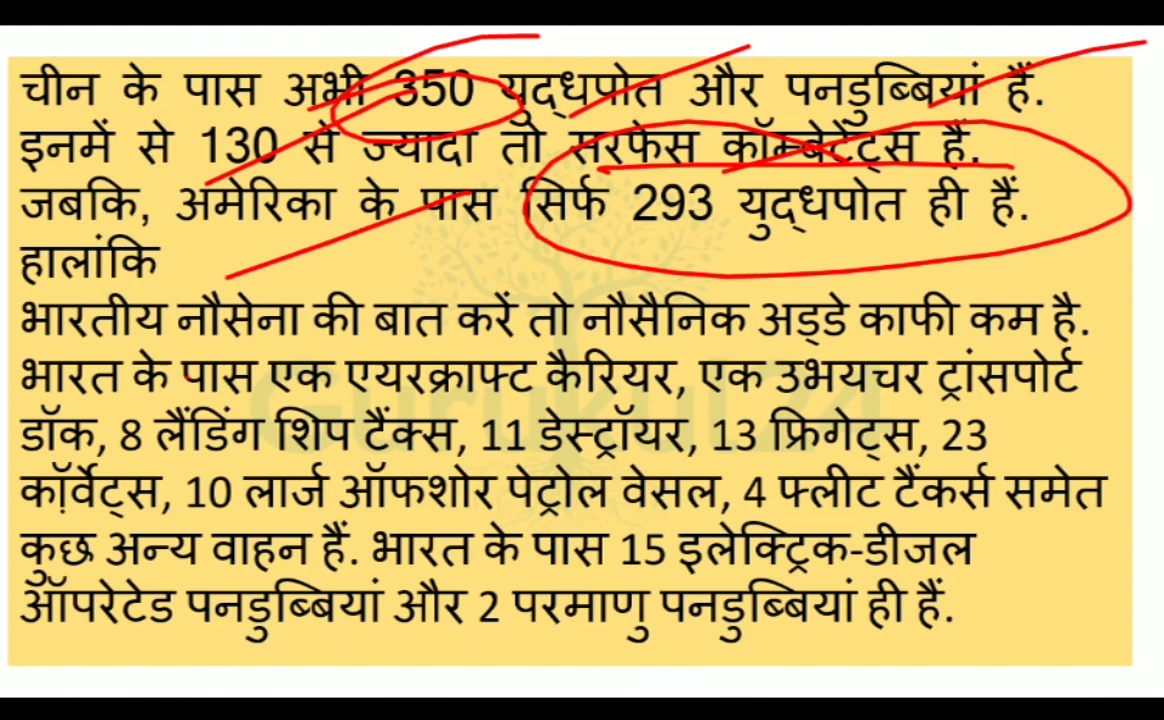 चीन के पास अभी 350 युद्धपोत और पनडुब्बियां हैं.
इनमें से 130 से ज्यादा तो सरफेस कॉम्बेटेंट्स हैं.
जबकि, अमेरिका के पास सिर्फ 293 युद्धपोत ही हैं.
हालांकि
भारतीय नौसेना की बात करें तो नौसैनिक अड्डे काफी कम है.
भारत के पास एक एयरक्राफ्ट कैरियर, एक उभयचर ट्रांसपोर्ट
डॉक, 8 लैंडिंग शिप टैंक्स, 11 डेस्ट्रॉयर, 13 फ्रिगेट्स, 23
कॉर्वेट्स, 10 लार्ज ऑफशोर पेट्रोल वेसल, 4 फ्लीट टैंकर्स समेत
कुछ अन्य वाहन हैं. भारत के पास 15 इलेक्ट्रिक-डीजल
ऑपरेटेड पनडुब्बियां और 2 परमाणु पनडुब्बियां ही हैं.
Gurukul24